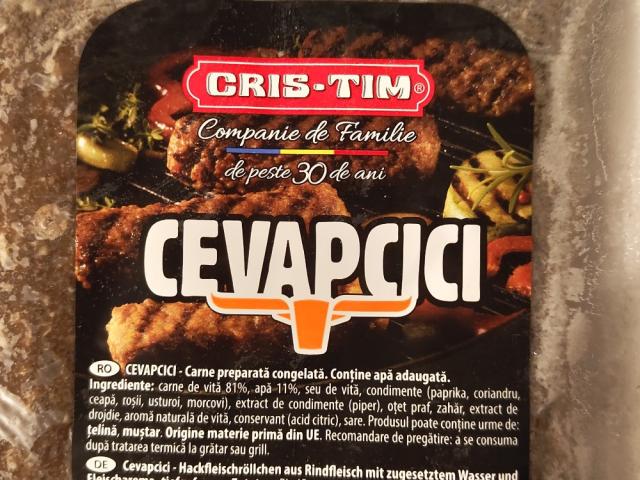 CRIS-TIM®
Companie de Familie
de peste 30 de ani
CEVAPCICI
RO CEVAPCICI - Carne preparată congelată. Conține apă adaugată.
Ingrediente: carne de vită 81%, apă 11%, seu de vită, condimente (paprika, coriandru,
ceapă, roșii, usturoi, morcovi), extract de condimente (piper), oțet praf, zahăr, extract de
drojdie, aromă naturală de vită, conservant (acid citric), sare. Produsul poate conține urme de:
țelină, muștar. Origine materie primă din UE. Recomandare de pregătire: a se consuma
după tratarea termică la grătar sau grill.
DE Cevapcici - Hackfleischröllchen aus Rindfleisch mit zugesetztem Wasser und